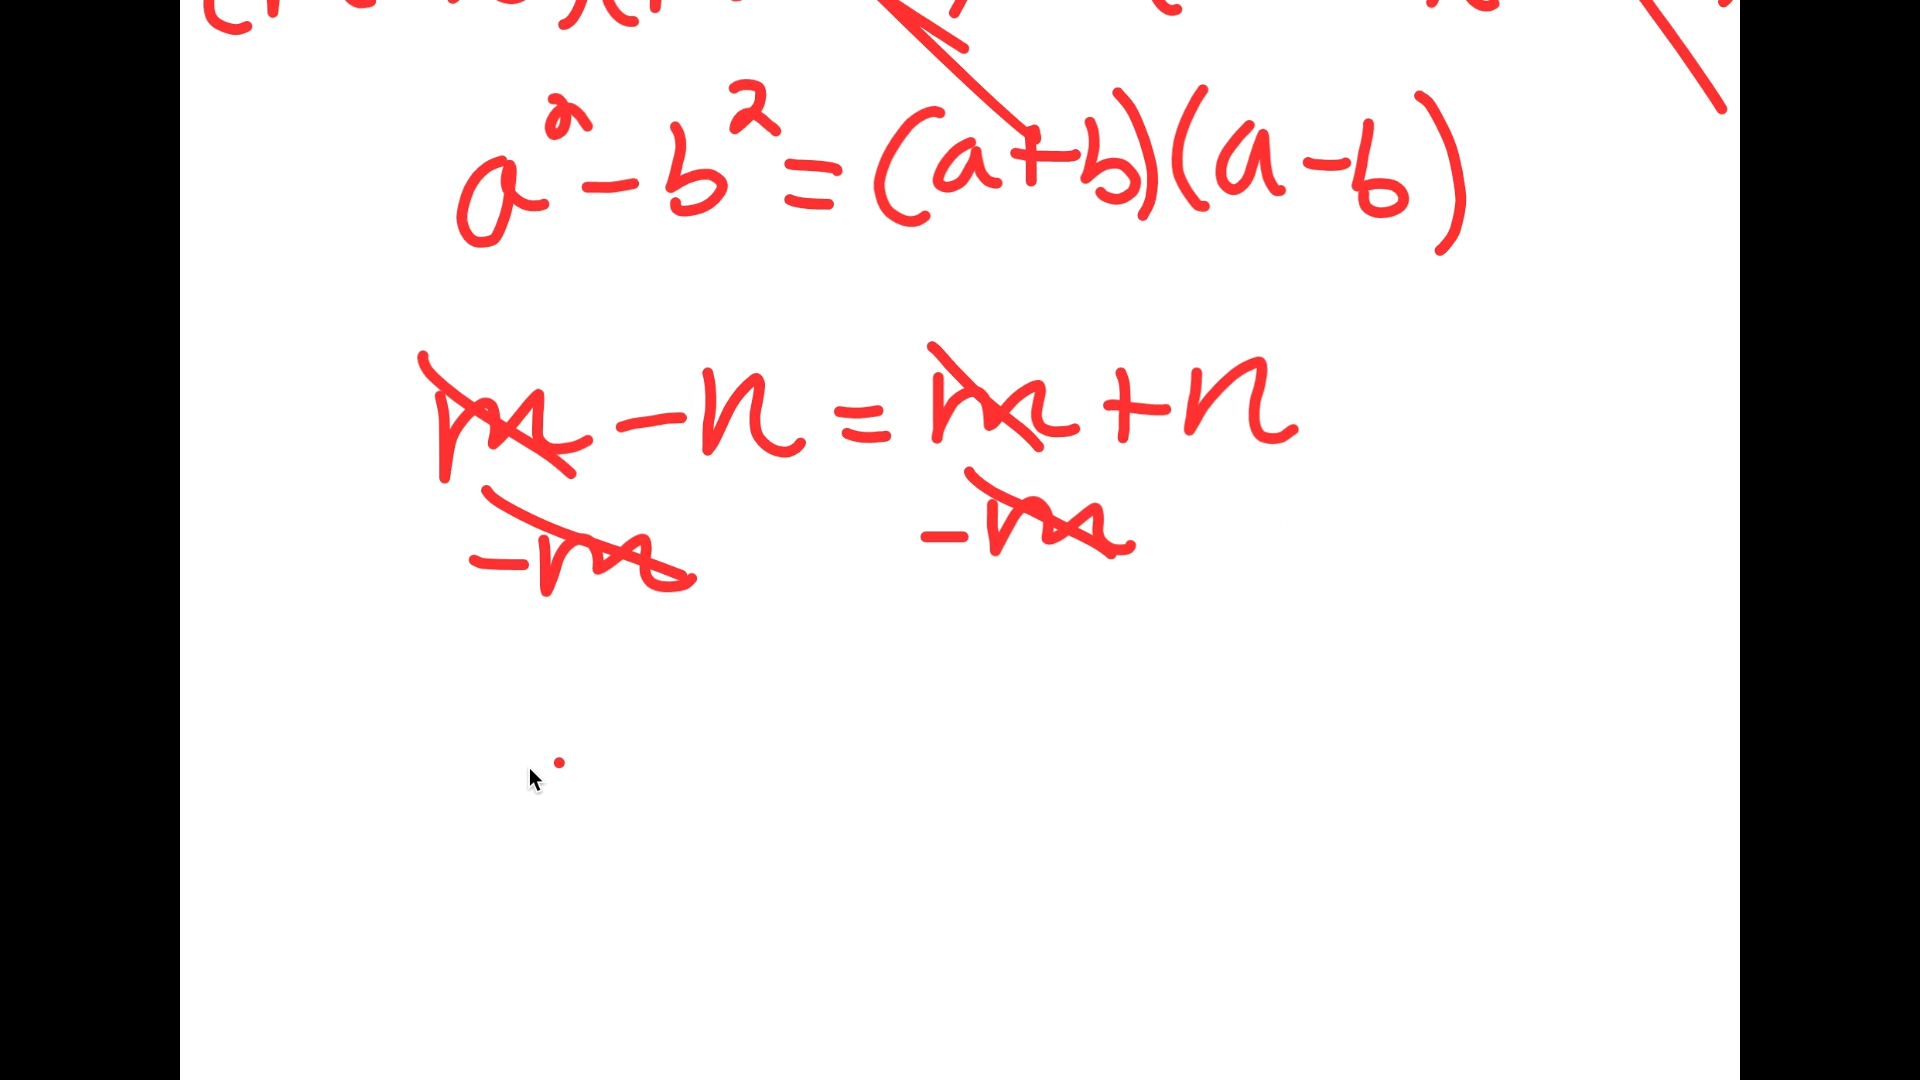 a² - b² = (a+b)(a-b)
m - n = m + n
-m -m